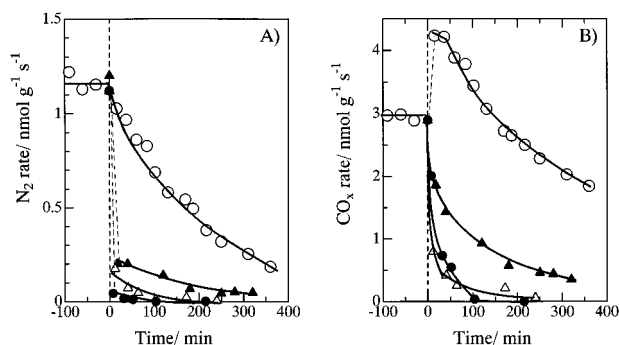 A)
N2 rate/ nmol g-1 s-1
1.5
1
0.5
0
-100 0 100 200 300 400
Time/ min
B)
COx rate/ nmol g-1 s-1
4
3
2
1
0
-100 0 100 200 300 400
Time/ min